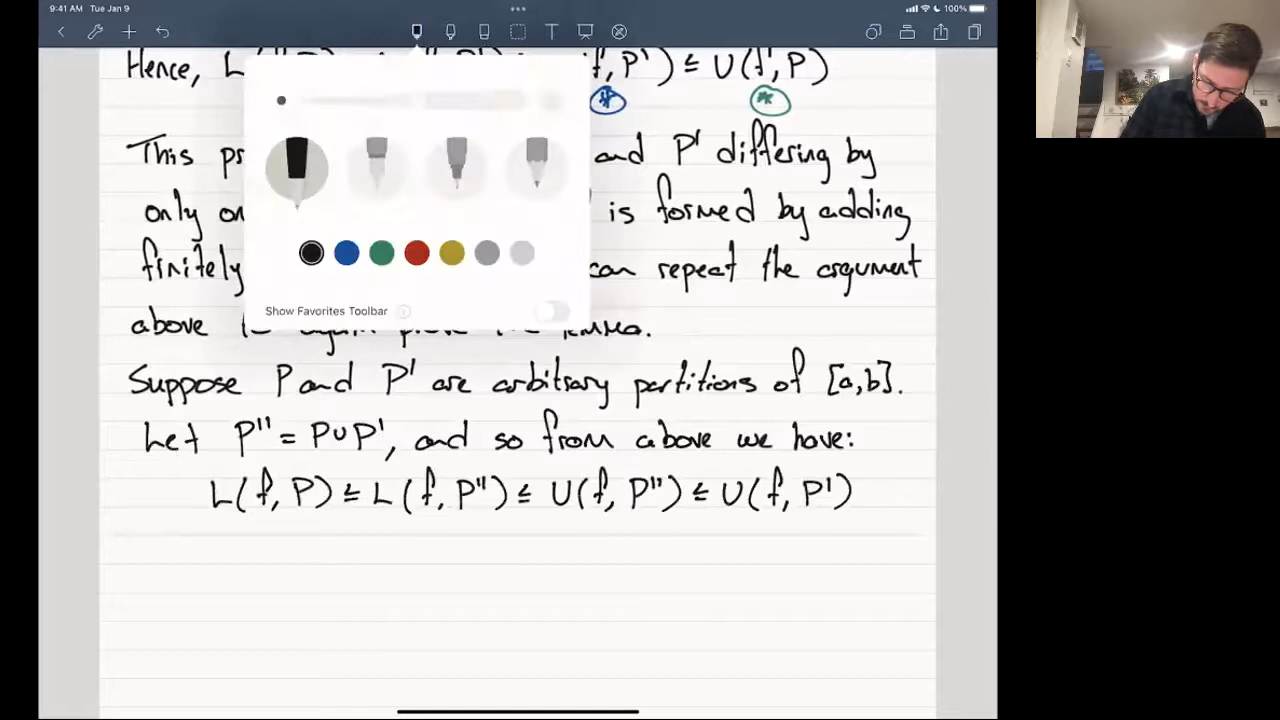 9:41 AM Tue Jan 9
100%
Hence, L( f, P') ≤ U(f, P)
This and P' differing by
only is formed by adding
finitely can repeat the argument
above
Show Favorites Toolbar
Suppose P and P' are arbitrary partitions of [a,b].
Let P'' = P∪P', and so from above we have:
L(f, P) ≤ L(f, P'') ≤ U(f, P'') ≤ U(f, P')